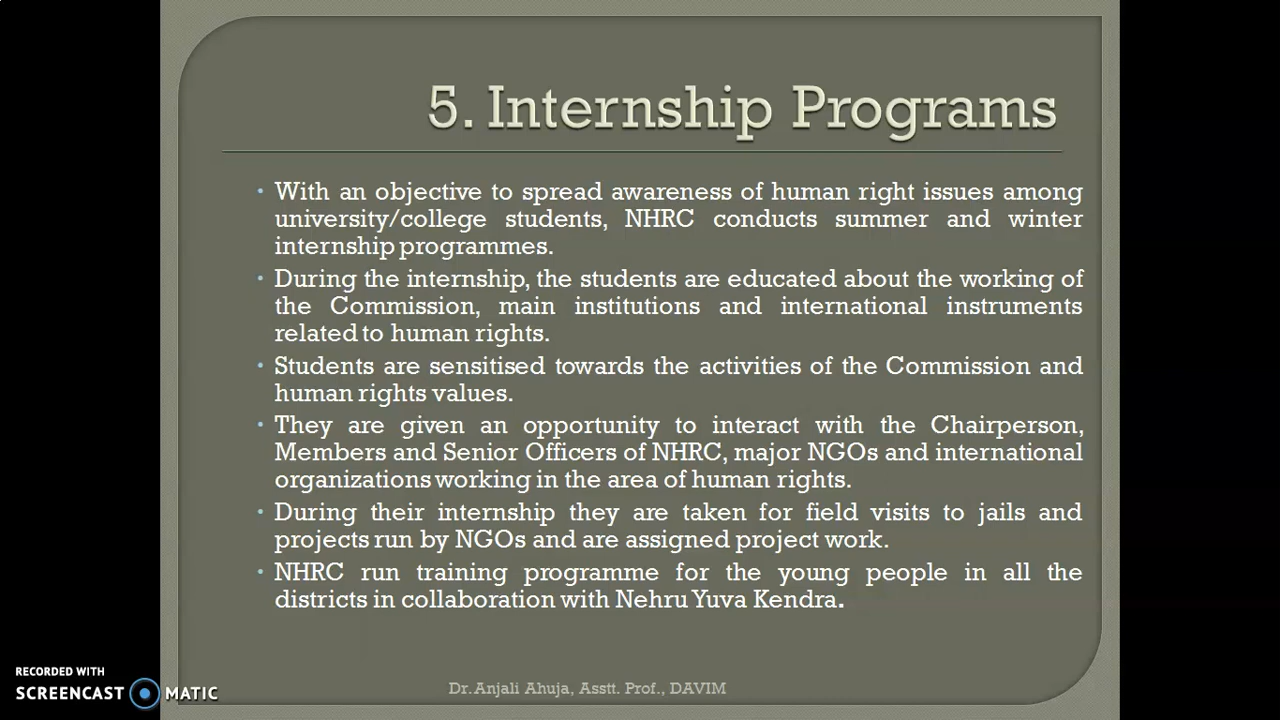 5. Internship Programs
• With an objective to spread awareness of human right issues among
university/college students, NHRC conducts summer and winter
internship programmes.
• During the internship, the students are educated about the working of
the Commission, main institutions and international instruments
related to human rights.
• Students are sensitised towards the activities of the Commission and
human rights values.
• They are given an opportunity to interact with the Chairperson,
Members and Senior Officers of NHRC, major NGOs and international
organizations working in the area of human rights.
• During their internship they are taken for field visits to jails and
projects run by NGOs and are assigned project work.
• NHRC run training programme for the young people in all the
districts in collaboration with Nehru Yuva Kendra.
Dr. Anjali Ahuja, Asstt. Prof., DAVIM
RECORDED WITH
SCREENCAST MATIC